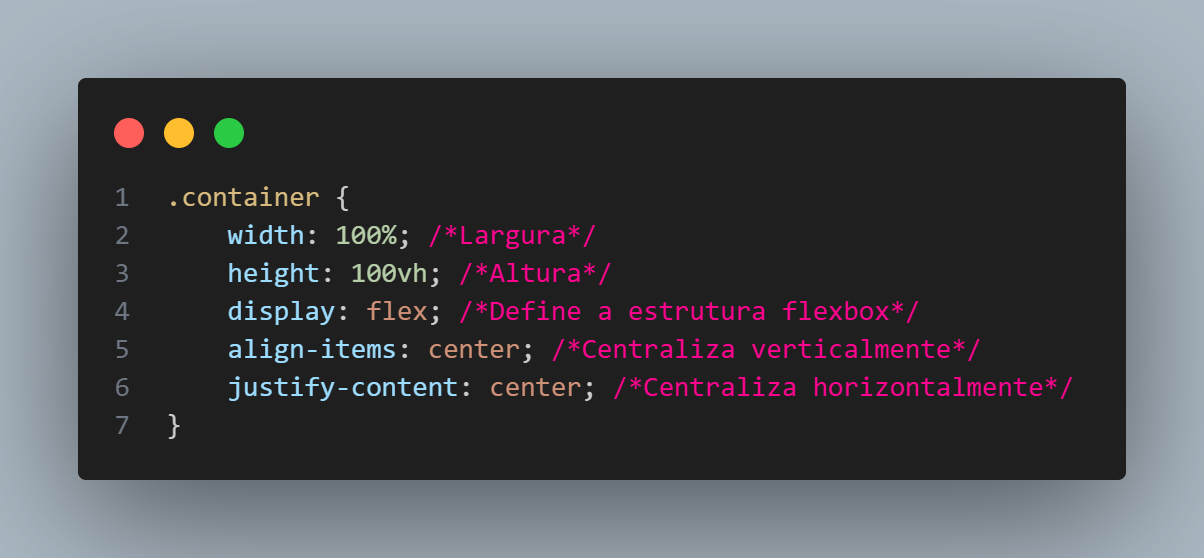 1 .container {
2 width: 100%; /*Largura*/
3 height: 100vh; /*Altura*/
4 display: flex; /*Define a estrutura flexbox*/
5 align-items: center; /*Centraliza verticalmente*/
6 justify-content: center; /*Centraliza horizontalmente*/
7 }